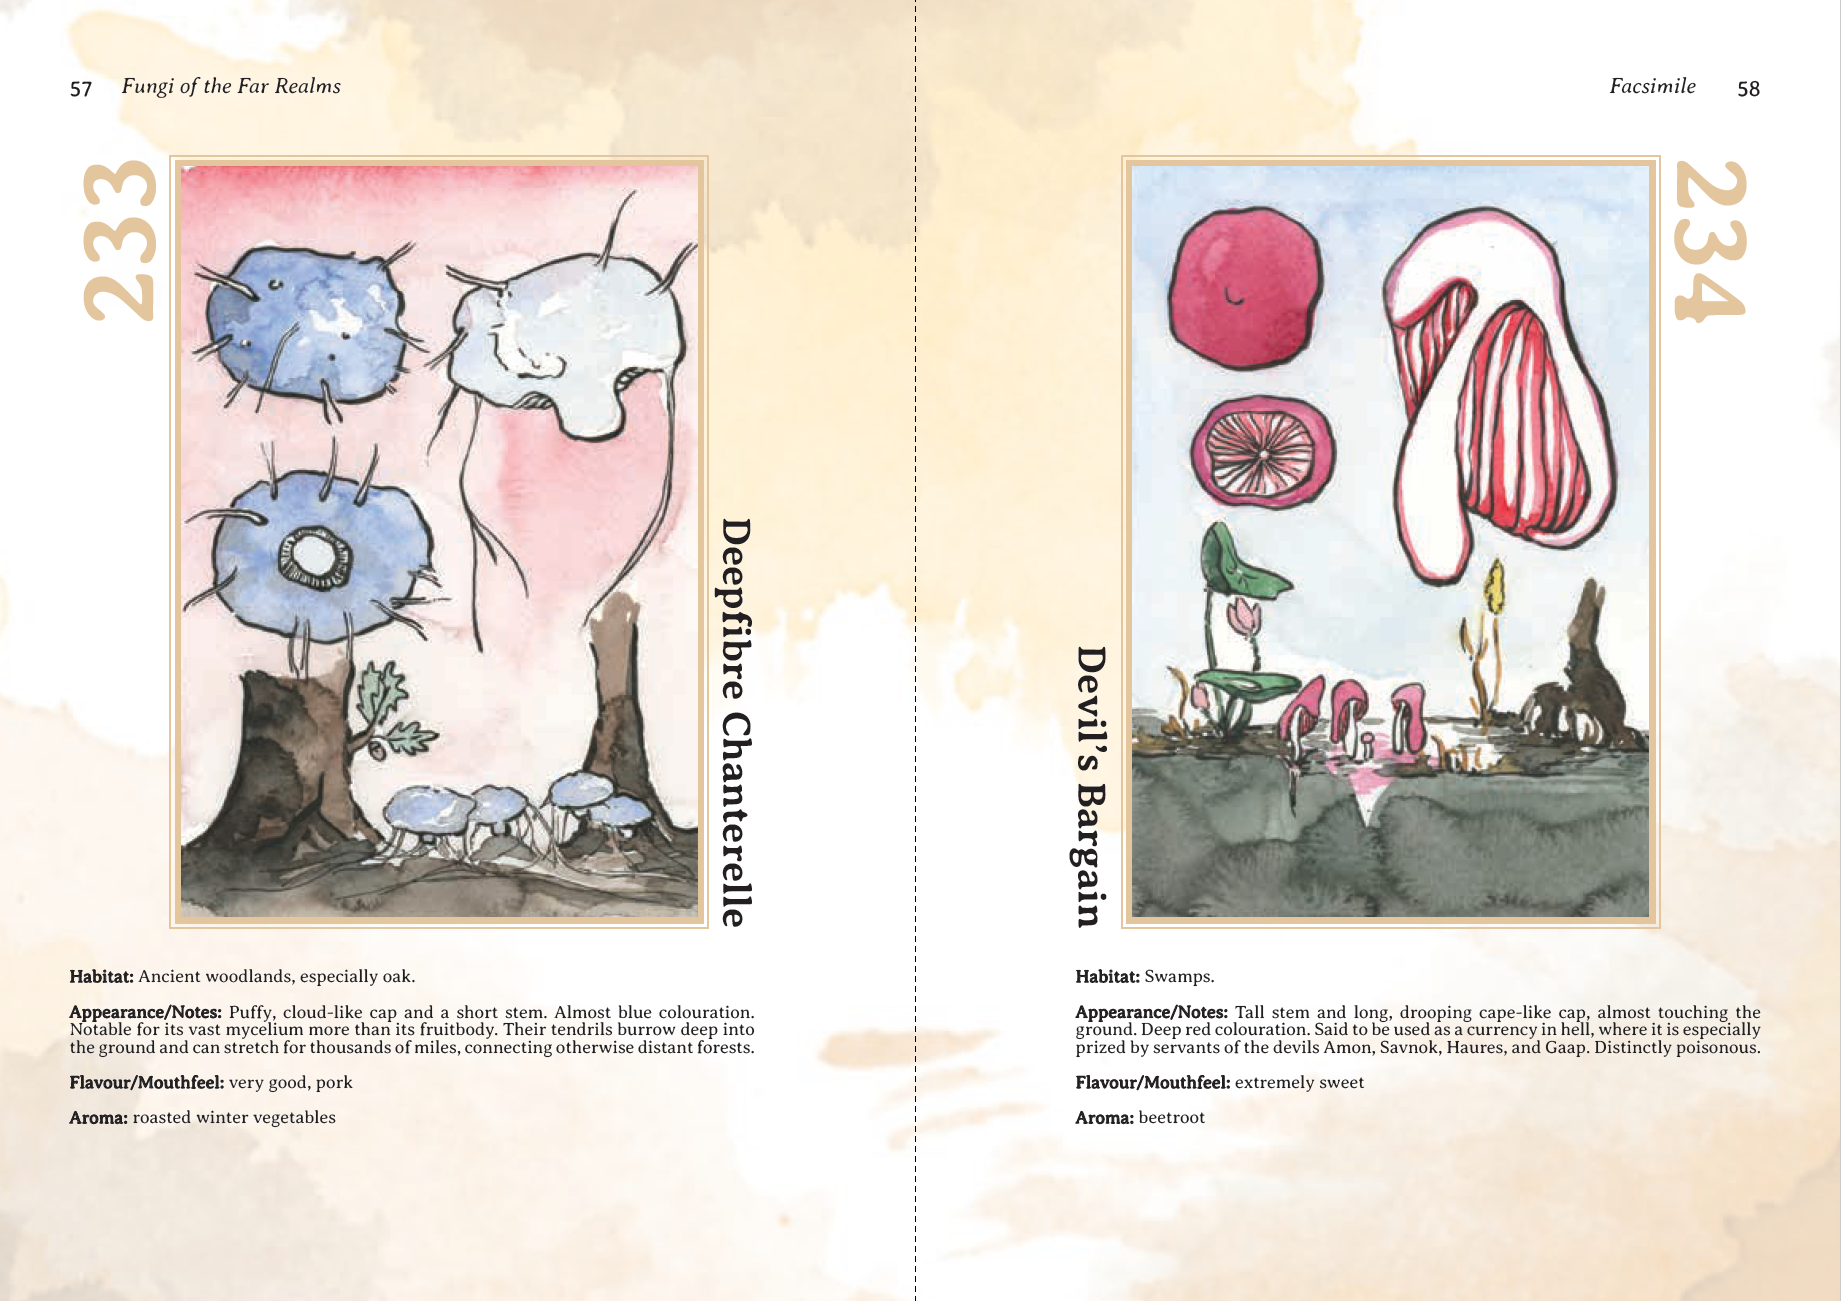 57 Fungi of the Far Realms
233
Deepfibre Chanterelle
Habitat: Ancient woodlands, especially oak.
Appearance/Notes: Puffy, cloud-like cap and a short stem. Almost blue colouration.
Notable for its vast mycelium more than its fruitbody. Their tendrils burrow deep into
the ground and can stretch for thousands of miles, connecting otherwise distant forests.
Flavour/Mouthfeel: very good, pork
Aroma: roasted winter vegetables
Facsimile 58
234
Devil's Bargain
Habitat: Swamps.
Appearance/Notes: Tall stem and long, drooping cape-like cap, almost touching the
ground. Deep red colouration. Said to be used as a currency in hell, where it is especially
prized by servants of the devils Amon, Savnok, Haures, and Gaap. Distinctly poisonous.
Flavour/Mouthfeel: extremely sweet
Aroma: beetroot